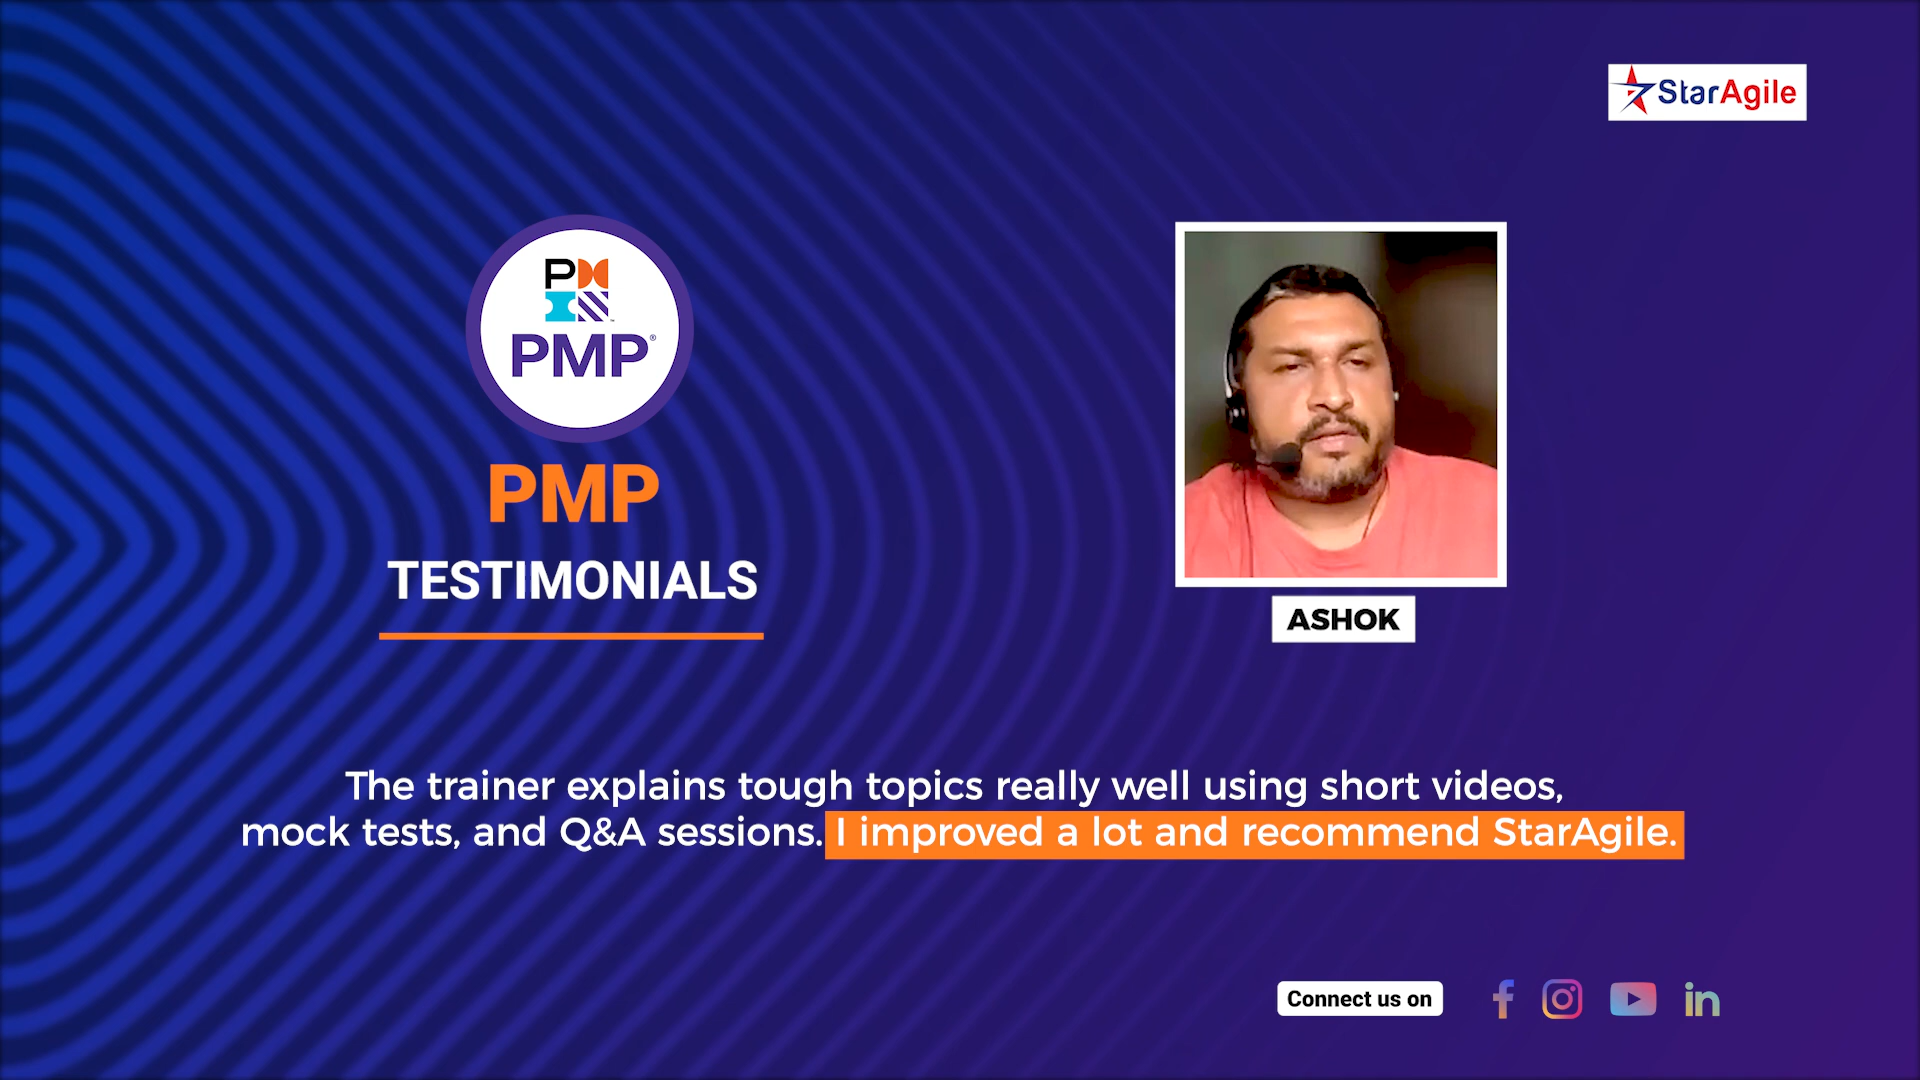 StarAgile
PMP®
PMP
TESTIMONIALS
ASHOK
The trainer explains tough topics really well using short videos,
mock tests, and Q&A sessions. I improved a lot and recommend StarAgile.
Connect us on